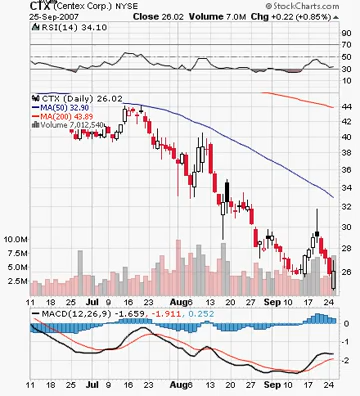 CTX (Centex Corp.) NYSE © StockCharts.com
25-Sep-2007 Close 26.02 Volume 7.0M Chg +0.22 (+0.85%)
RSI(14) 34.10
90
70
50
30
10
CTX (Daily) 26.02
MA(50) 32.90
MA(200) 43.89
Volume 7,012,540
44
42
40
38
36
34
32
30
28
26
10.0M
7.5M
5.0M
2.5M
11 18 25 Jul 9 16 23 Aug 6 13 20 27 Sep 10 17 24
MACD(12,26,9) -1.659, -1.911, 0.252
0
-1
-2
11 18 25 Jul 9 16 23 Aug 6 13 20 27 Sep 10 17 24